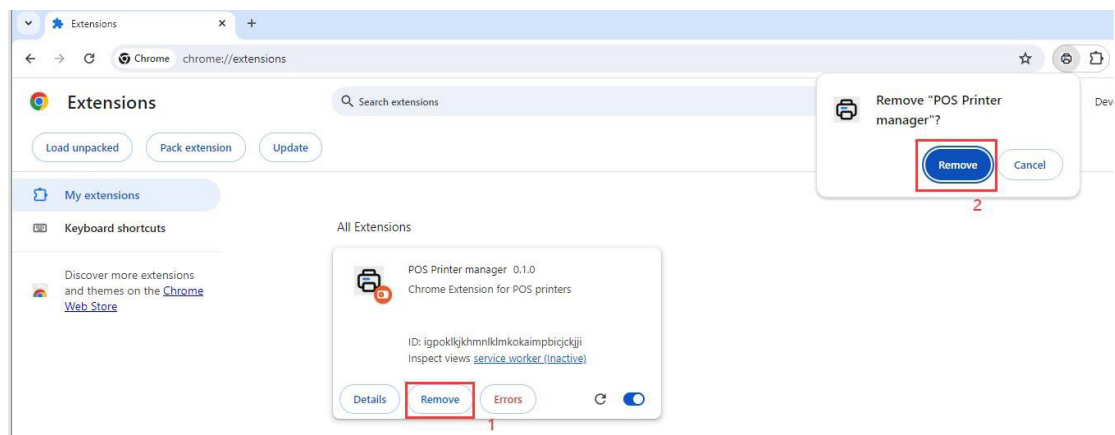 Extensions
Chrome chrome://extensions
Extensions
Search extensions
Remove "POS Printer
manager"?
Dev
Load unpacked Pack extension Update
Remove Cancel
2
My extensions
Keyboard shortcuts
All Extensions
Discover more extensions
and themes on the Chrome
Web Store
POS Printer manager 0.1.0
Chrome Extension for POS printers
ID: igpoklkjkhmnlklmkokaimpbicjckjji
Inspect views service worker (Inactive)
Details Remove Errors
1